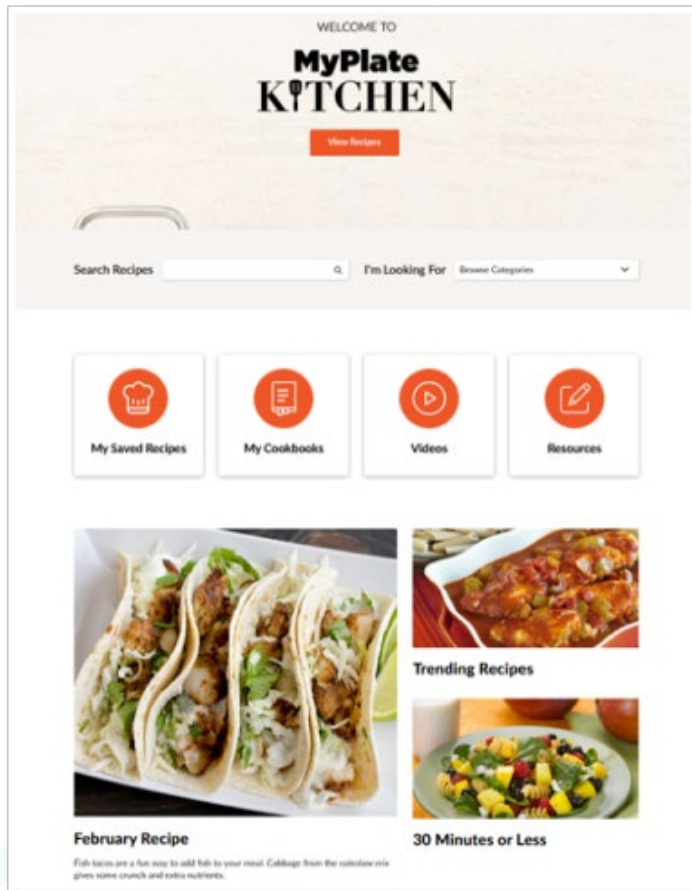 WELCOME TO
MyPlate
KITCHEN
View Recipes
Search Recipes
I'm Looking For
Browse Categories
My Saved Recipes
My Cookbooks
Videos
Resources
Trending Recipes
February Recipe
Fish tacos are a fun way to add fish to your meal. Cabbage from the coleslaw mix
gives some crunch and extra nutrients.
30 Minutes or Less